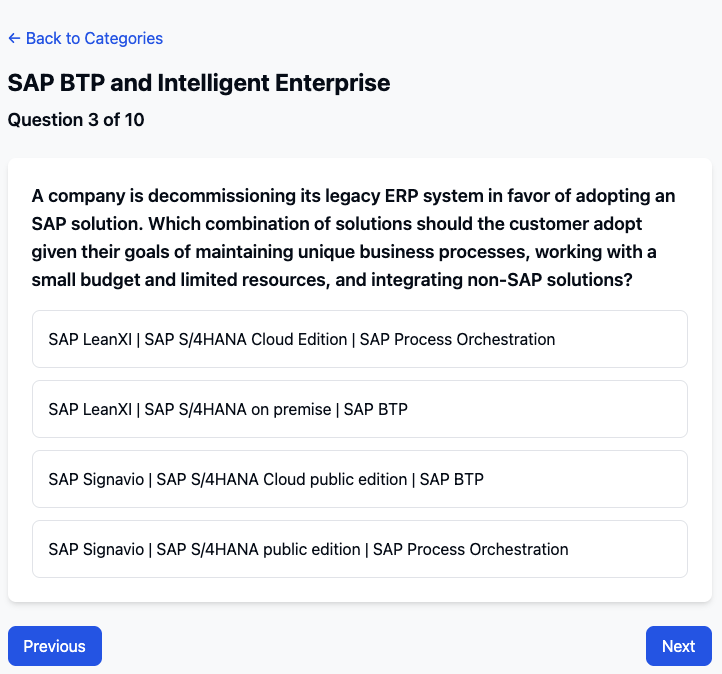 ← Back to Categories
SAP BTP and Intelligent Enterprise
Question 3 of 10
A company is decommissioning its legacy ERP system in favor of adopting an
SAP solution. Which combination of solutions should the customer adopt
given their goals of maintaining unique business processes, working with a
small budget and limited resources, and integrating non-SAP solutions?
SAP LeanXI | SAP S/4HANA Cloud Edition | SAP Process Orchestration
SAP LeanXI | SAP S/4HANA on premise | SAP BTP
SAP Signavio | SAP S/4HANA Cloud public edition | SAP BTP
SAP Signavio | SAP S/4HANA public edition | SAP Process Orchestration
Previous
Next